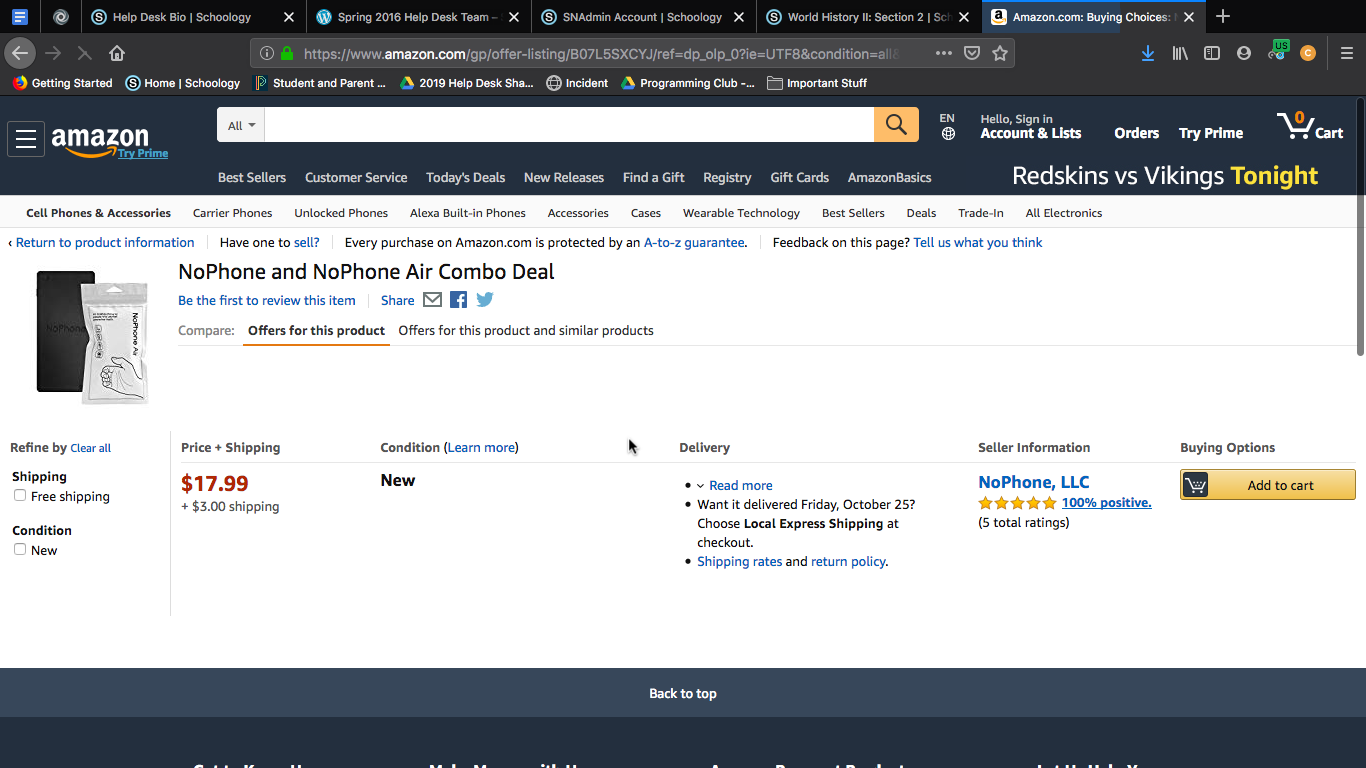 Help Desk Bio | Schoology
Spring 2016 Help Desk Team –
SNAdmin Account | Schoology
World History II: Section 2 | Sch
Amazon.com: Buying Choices:
https://www.amazon.com/gp/offer-listing/B07L5SXCYJ/ref=dp_olp_0?ie=UTF8&condition=all&
US
C
Getting Started
Home | Schoology
Student and Parent ...
2019 Help Desk Sha...
Incident
Programming Club -...
Important Stuff
amazon
Try Prime
All
EN
Hello, Sign in
Account & Lists
Orders
Try Prime
0
Cart
Best Sellers
Customer Service
Today's Deals
New Releases
Find a Gift
Registry
Gift Cards
AmazonBasics
Redskins vs Vikings Tonight
Cell Phones & Accessories
Carrier Phones
Unlocked Phones
Alexa Built-in Phones
Accessories
Cases
Wearable Technology
Best Sellers
Deals
Trade-In
All Electronics
‹ Return to product information
Have one to sell?
Every purchase on Amazon.com is protected by an A-to-z guarantee.
Feedback on this page? Tell us what you think
NoPhone
NoPhone Air
NoPhone and NoPhone Air Combo Deal
Be the first to review this item
Share
Compare:
Offers for this product
Offers for this product and similar products
Refine by Clear all
Shipping
Free shipping
Condition
New
Price + Shipping
Condition (Learn more)
Delivery
Seller Information
Buying Options
$17.99
+ $3.00 shipping
New
• Read more
• Want it delivered Friday, October 25?
Choose Local Express Shipping at
checkout.
• Shipping rates and return policy.
NoPhone, LLC
100% positive.
(5 total ratings)
Add to cart
Back to top